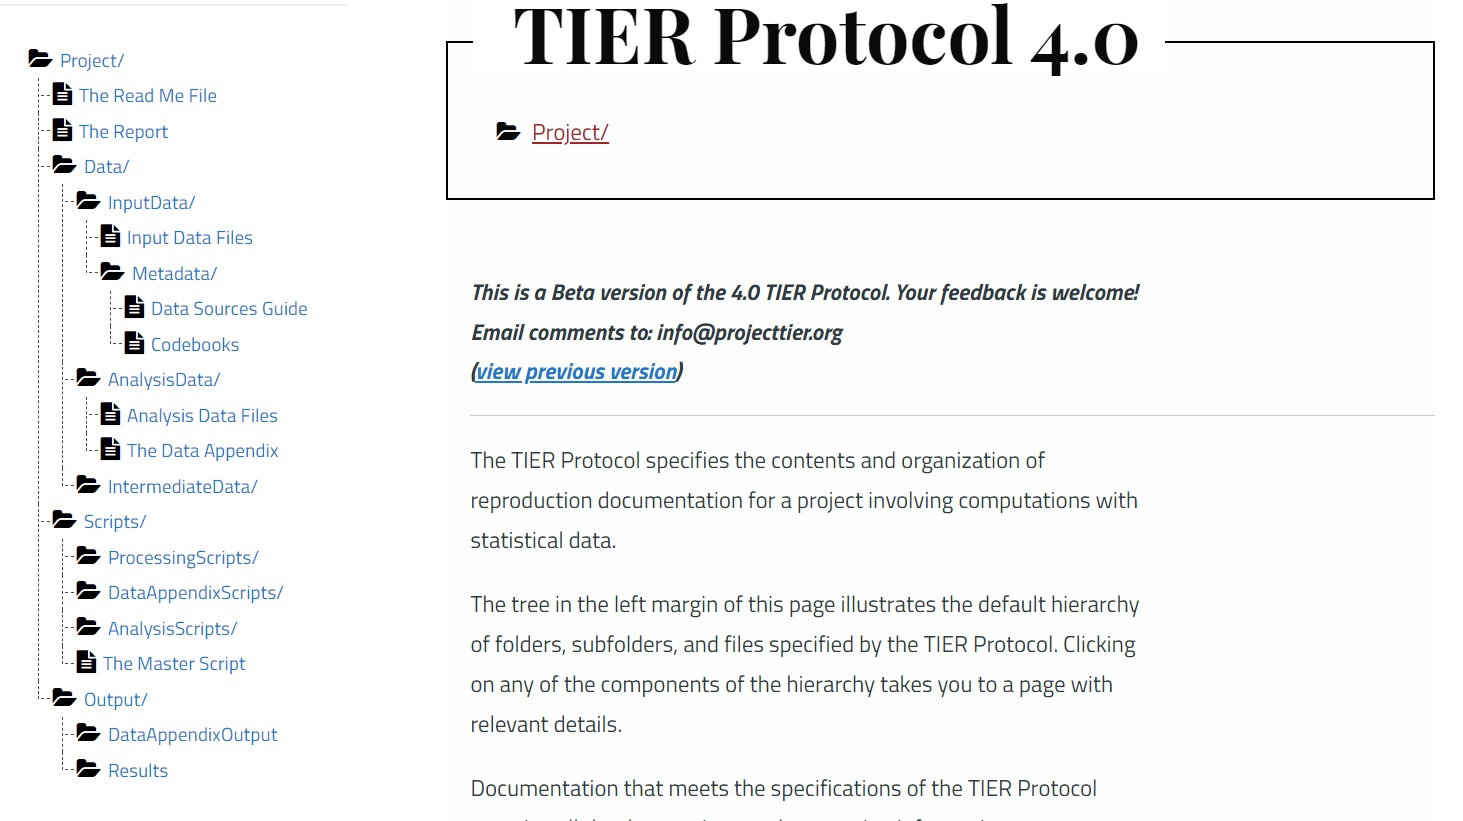 Project/
The Read Me File
The Report
Data/
InputData/
Input Data Files
Metadata/
Data Sources Guide
Codebooks
AnalysisData/
Analysis Data Files
The Data Appendix
IntermediateData/
Scripts/
ProcessingScripts/
DataAppendixScripts/
AnalysisScripts/
The Master Script
Output/
DataAppendixOutput
Results
TIER Protocol 4.0
Project/
This is a Beta version of the 4.0 TIER Protocol. Your feedback is welcome!
Email comments to: info@projecttier.org
(view previous version)
The TIER Protocol specifies the contents and organization of
reproduction documentation for a project involving computations with
statistical data.
The tree in the left margin of this page illustrates the default hierarchy
of folders, subfolders, and files specified by the TIER Protocol. Clicking
on any of the components of the hierarchy takes you to a page with
relevant details.
Documentation that meets the specifications of the TIER Protocol